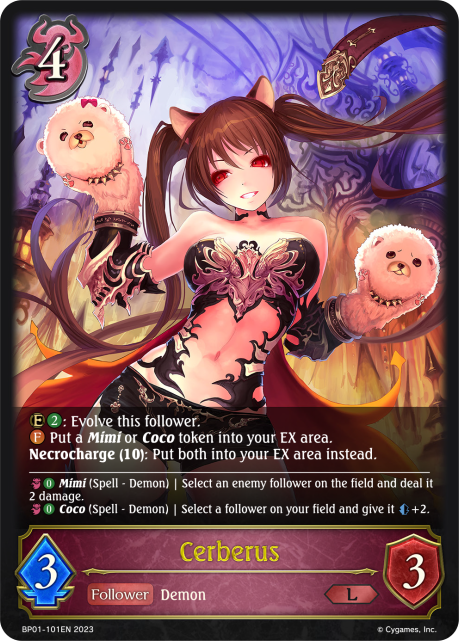 4
E 2: Evolve this follower.
F Put a Mimi or Coco token into your EX area.
Necrocharge (10): Put both into your EX area instead.
0 Mimi (Spell - Demon) | Select an enemy follower on the field and deal it
2 damage.
0 Coco (Spell - Demon) | Select a follower on your field and give it +2.
Cerberus
3
Follower Demon
L
3
BP01-101EN 2023
© Cygames, Inc.